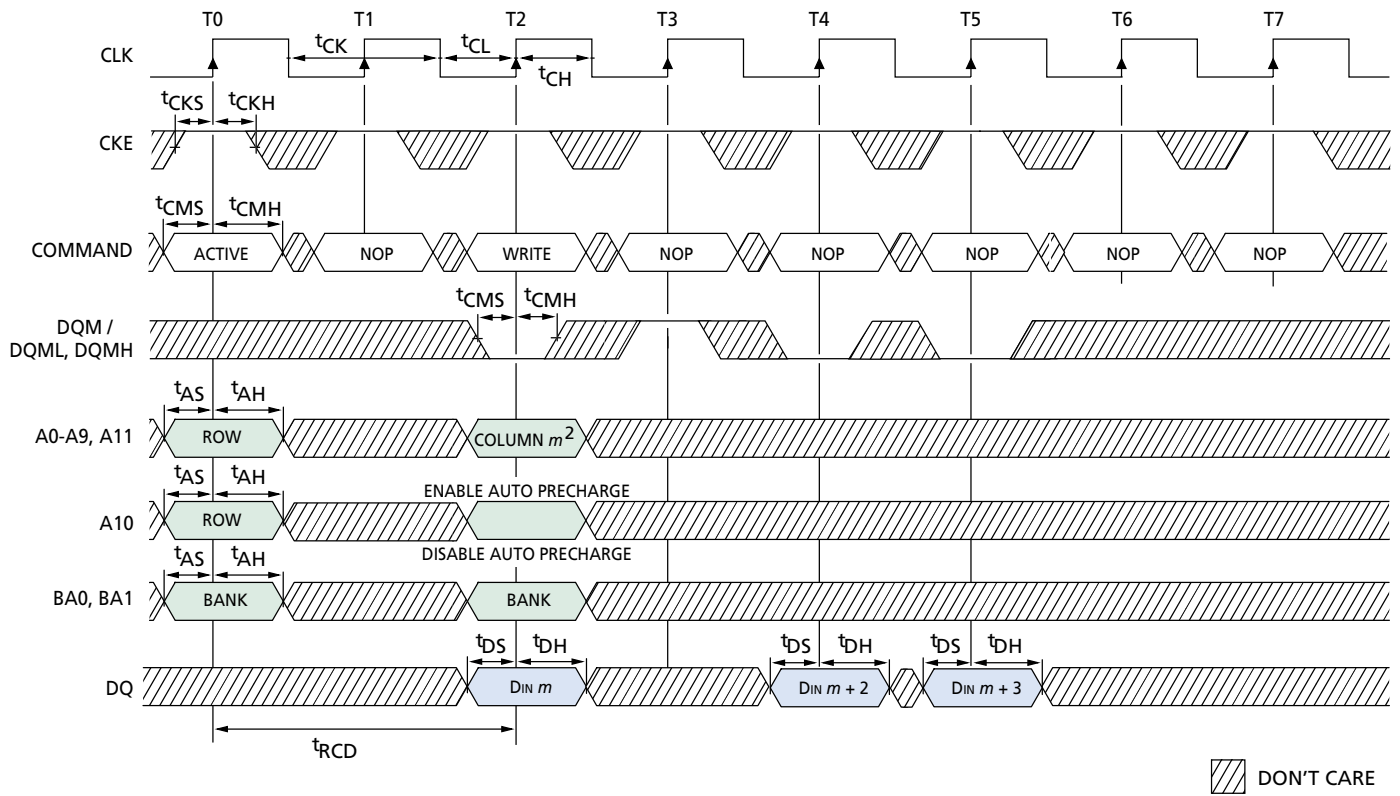 T0 T1 T2 T3 T4 T5 T6 T7
CLK
tCK tCL
tCH
tCKS tCKH
CKE
tCMS tCMH
COMMAND ACTIVE NOP WRITE NOP NOP NOP NOP NOP
tCMS tCMH
DQM /
DQML, DQMH
tAS tAH
A0-A9, A11 ROW COLUMN m2
tAS tAH
ENABLE AUTO PRECHARGE
A10 ROW
DISABLE AUTO PRECHARGE
tAS tAH
BA0, BA1 BANK BANK
tDS tDH tDS tDH tDS tDH
DQ DIN m DIN m + 2 DIN m + 3
tRCD
DON'T CARE